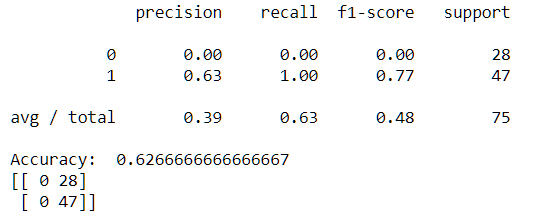 precision recall f1-score support
0 0.00 0.00 0.00 28
1 0.63 1.00 0.77 47
avg / total 0.39 0.63 0.48 75
Accuracy: 0.6266666666666667
[[ 0 28]
[ 0 47]]